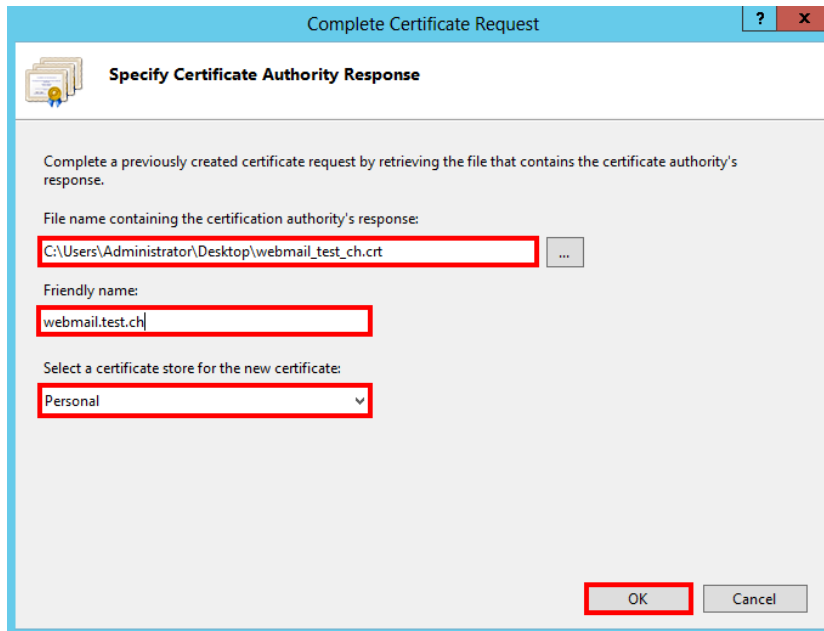 Complete Certificate Request
? x
Specify Certificate Authority Response
Complete a previously created certificate request by retrieving the file that contains the certificate authority's
response.
File name containing the certification authority's response:
C:\Users\Administrator\Desktop\webmail_test_ch.crt
...
Friendly name:
webmail.test.ch
Select a certificate store for the new certificate:
Personal
OK
Cancel